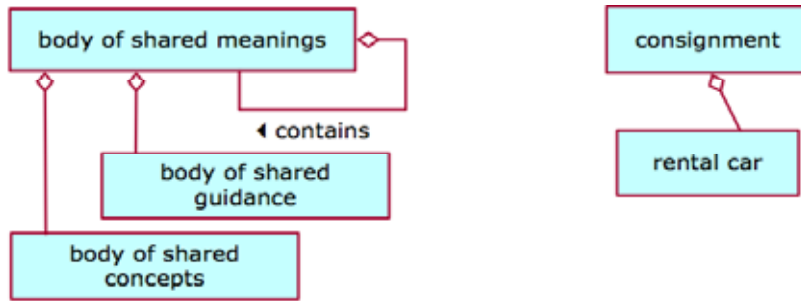 body of shared meanings
consignment
◀ contains
rental car
body of shared
guidance
body of shared
concepts